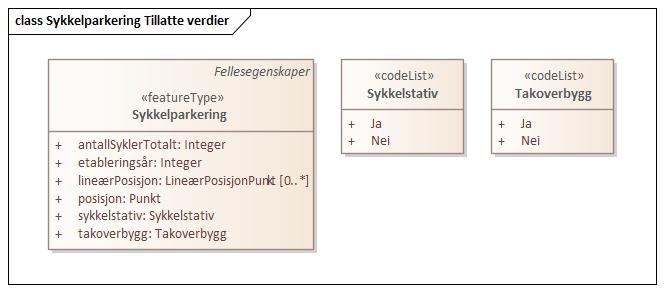 class Sykkelparkering Tillatte verdier
Fellesegenskaper
«featureType»
Sykkelparkering
+ antallSyklerTotalt: Integer
+ etableringsår: Integer
+ lineærPosisjon: LineærPosisjonPunkt [0..*]
+ posisjon: Punkt
+ sykkelstativ: Sykkelstativ
+ takoverbygg: Takoverbygg
«codeList»
Sykkelstativ
+ Ja
+ Nei
«codeList»
Takoverbygg
+ Ja
+ Nei